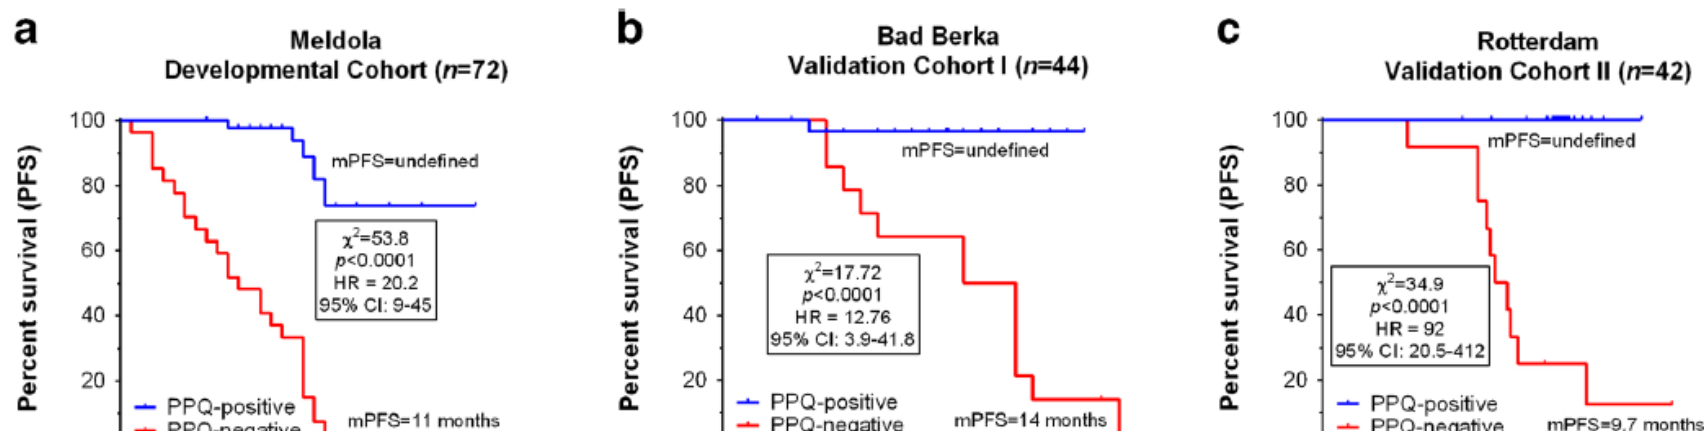 a
Meldola
Developmental Cohort (n=72)
Percent survival (PFS)
100
80
60
40
20
mPFS=undefined
χ²=53.8
p<0.0001
HR = 20.2
95% CI: 9-45
PPQ-positive
PPQ-negative
mPFS=11 months
b
Bad Berka
Validation Cohort I (n=44)
Percent survival (PFS)
100
80
60
40
20
mPFS=undefined
χ²=17.72
p<0.0001
HR = 12.76
95% CI: 3.9-41.8
PPQ-positive
PPQ-negative
mPFS=14 months
c
Rotterdam
Validation Cohort II (n=42)
Percent survival (PFS)
100
80
60
40
20
mPFS=undefined
χ²=34.9
p<0.0001
HR = 92
95% CI: 20.5-412
PPQ-positive
PPQ-negative
mPFS=9.7 months